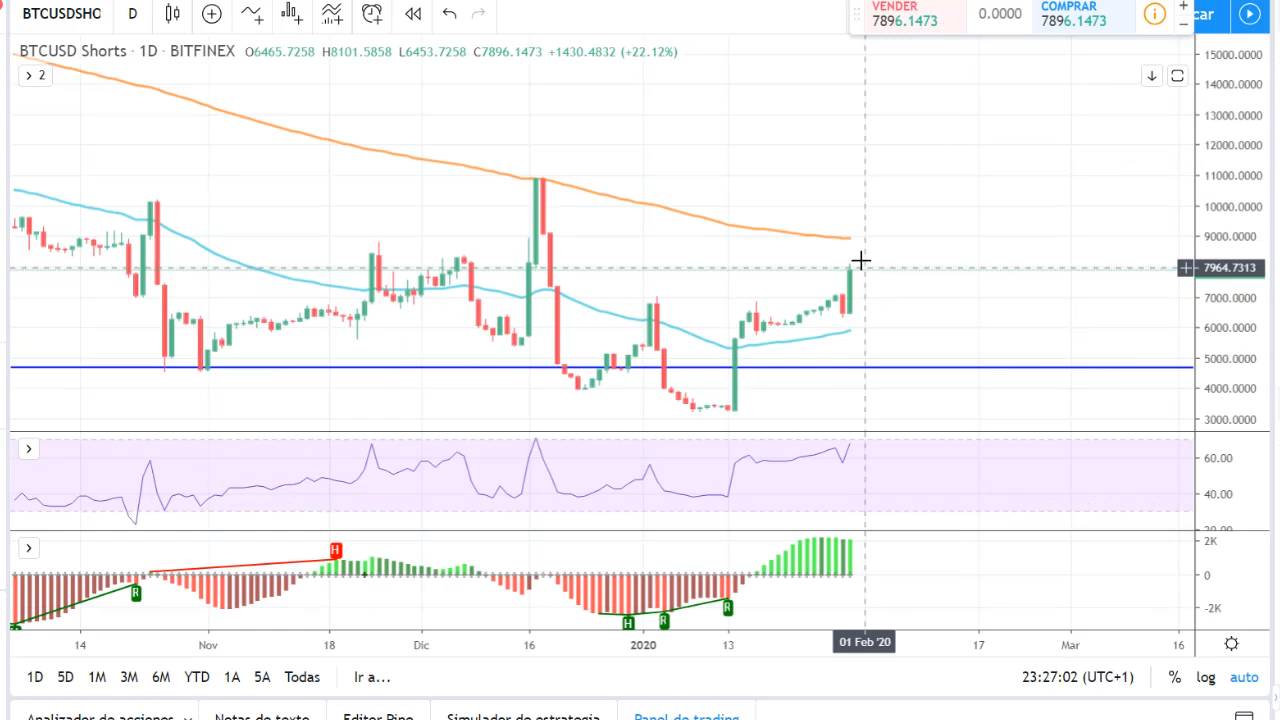 BTCUSDSHO D VENDER 7896.1473 0.0000 COMPRAR 7896.1473 car
BTCUSD Shorts · 1D · BITFINEX O6465.7258 H8101.5858 L6453.7258 C7896.1473 +1430.4832 (+22.12%)
2
15000.0000
14000.0000
13000.0000
12000.0000
11000.0000
10000.0000
9000.0000
7964.7313
7000.0000
6000.0000
5000.0000
4000.0000
3000.0000
60.00
40.00
20.00
H
2K
0
R R
H R
-2K
14 Nov 18 Dic 16 2020 13 01 Feb '20 17 Mar 16
1D 5D 1M 3M 6M YTD 1A 5A Todas Ir a... 23:27:02 (UTC+1) % log auto
Analizador de acciones Notas de texto Editor Pine Simulador de estrategia Panel de trading